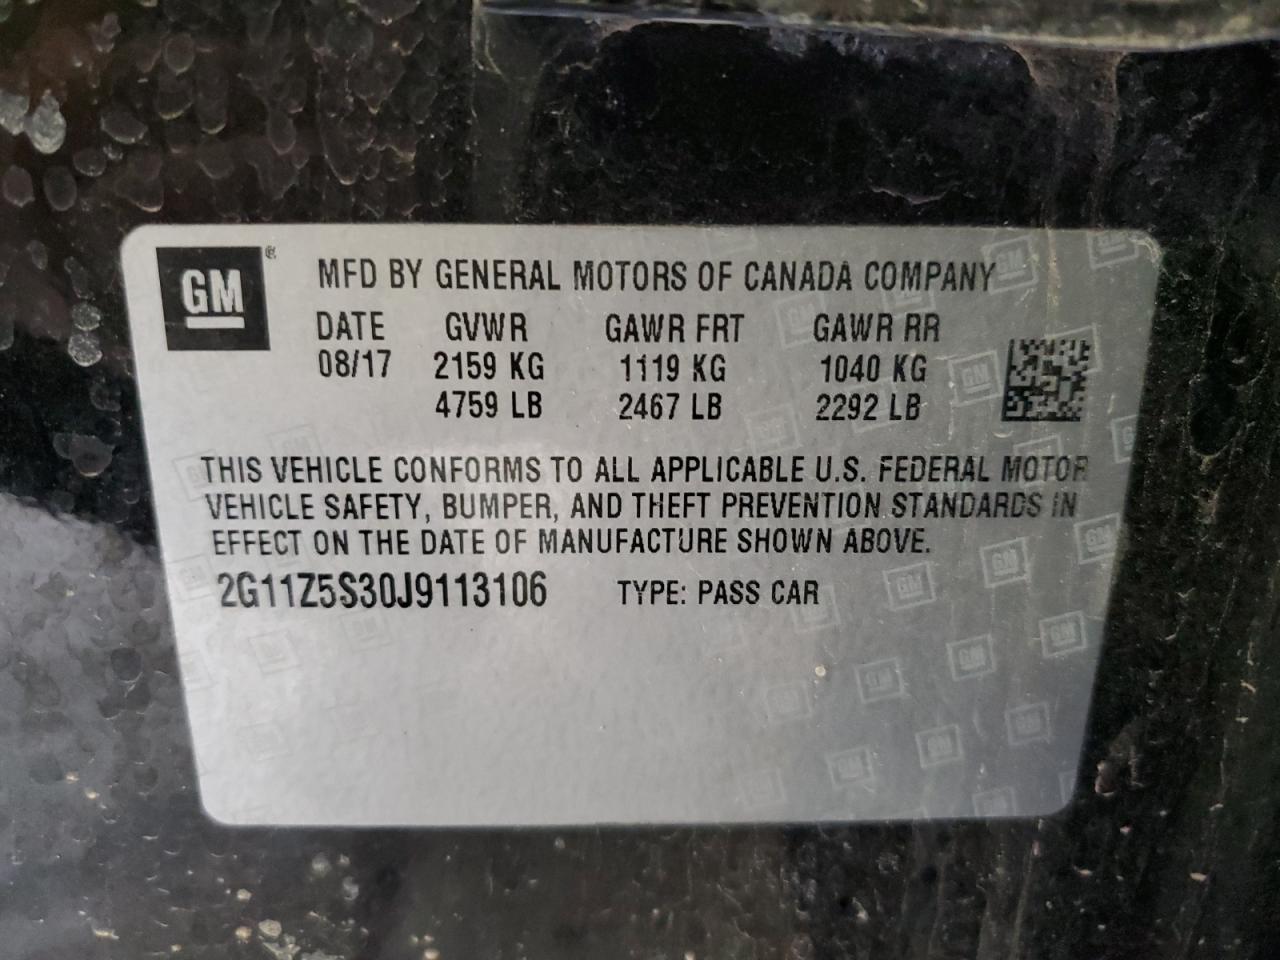 GM ®
MFD BY GENERAL MOTORS OF CANADA COMPANY
DATE GVWR GAWR FRT GAWR RR
08/17 2159 KG 1119 KG 1040 KG
4759 LB 2467 LB 2292 LB
THIS VEHICLE CONFORMS TO ALL APPLICABLE U.S. FEDERAL MOTOR
VEHICLE SAFETY, BUMPER, AND THEFT PREVENTION STANDARDS IN
EFFECT ON THE DATE OF MANUFACTURE SHOWN ABOVE.
2G11Z5S30J9113106 TYPE: PASS CAR